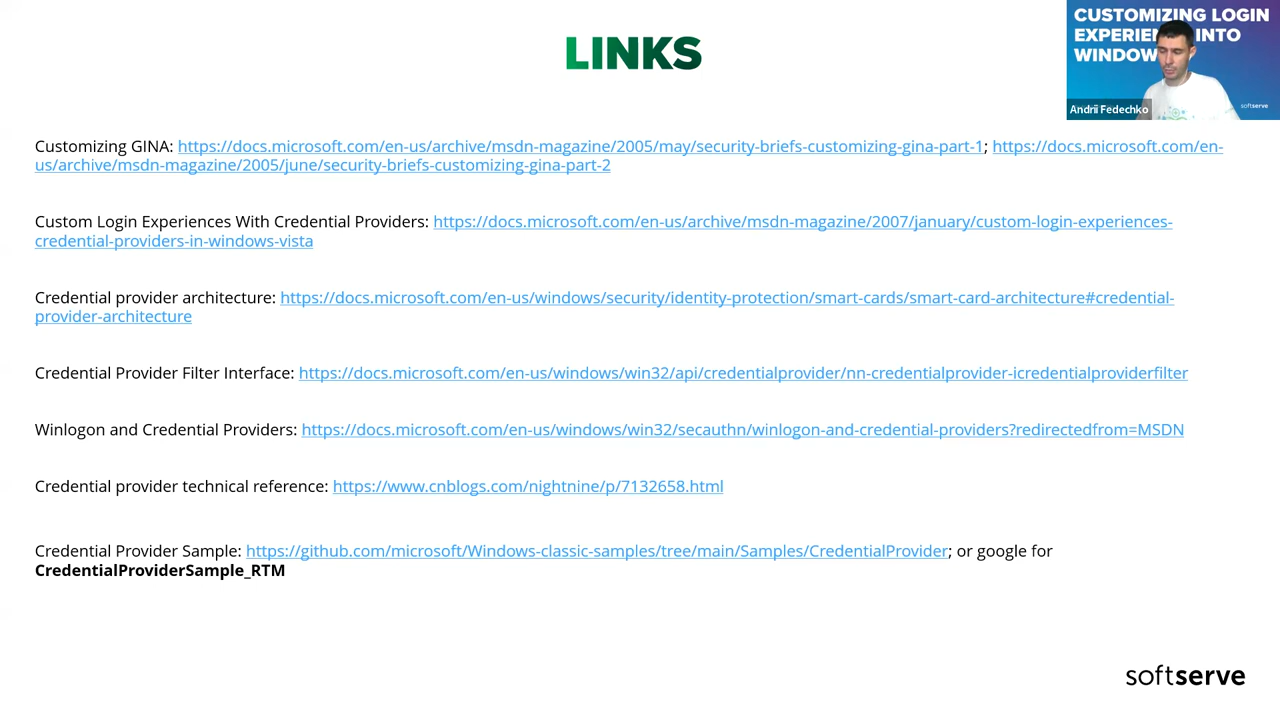 LINKS
CUSTOMIZING LOGIN
EXPERIEN INTO
WINDOW
softserve
Andrii Fedechko
Customizing GINA: https://docs.microsoft.com/en-us/archive/msdn-magazine/2005/may/security-briefs-customizing-gina-part-1; https://docs.microsoft.com/en-
us/archive/msdn-magazine/2005/june/security-briefs-customizing-gina-part-2
Custom Login Experiences With Credential Providers: https://docs.microsoft.com/en-us/archive/msdn-magazine/2007/january/custom-login-experiences-
credential-providers-in-windows-vista
Credential provider architecture: https://docs.microsoft.com/en-us/windows/security/identity-protection/smart-cards/smart-card-architecture#credential-
provider-architecture
Credential Provider Filter Interface: https://docs.microsoft.com/en-us/windows/win32/api/credentialprovider/nn-credentialprovider-icredentialproviderfilter
Winlogon and Credential Providers: https://docs.microsoft.com/en-us/windows/win32/secauthn/winlogon-and-credential-providers?redirectedfrom=MSDN
Credential provider technical reference: https://www.cnblogs.com/nightnine/p/7132658.html
Credential Provider Sample: https://github.com/microsoft/Windows-classic-samples/tree/main/Samples/CredentialProvider; or google for
CredentialProviderSample_RTM
softserve